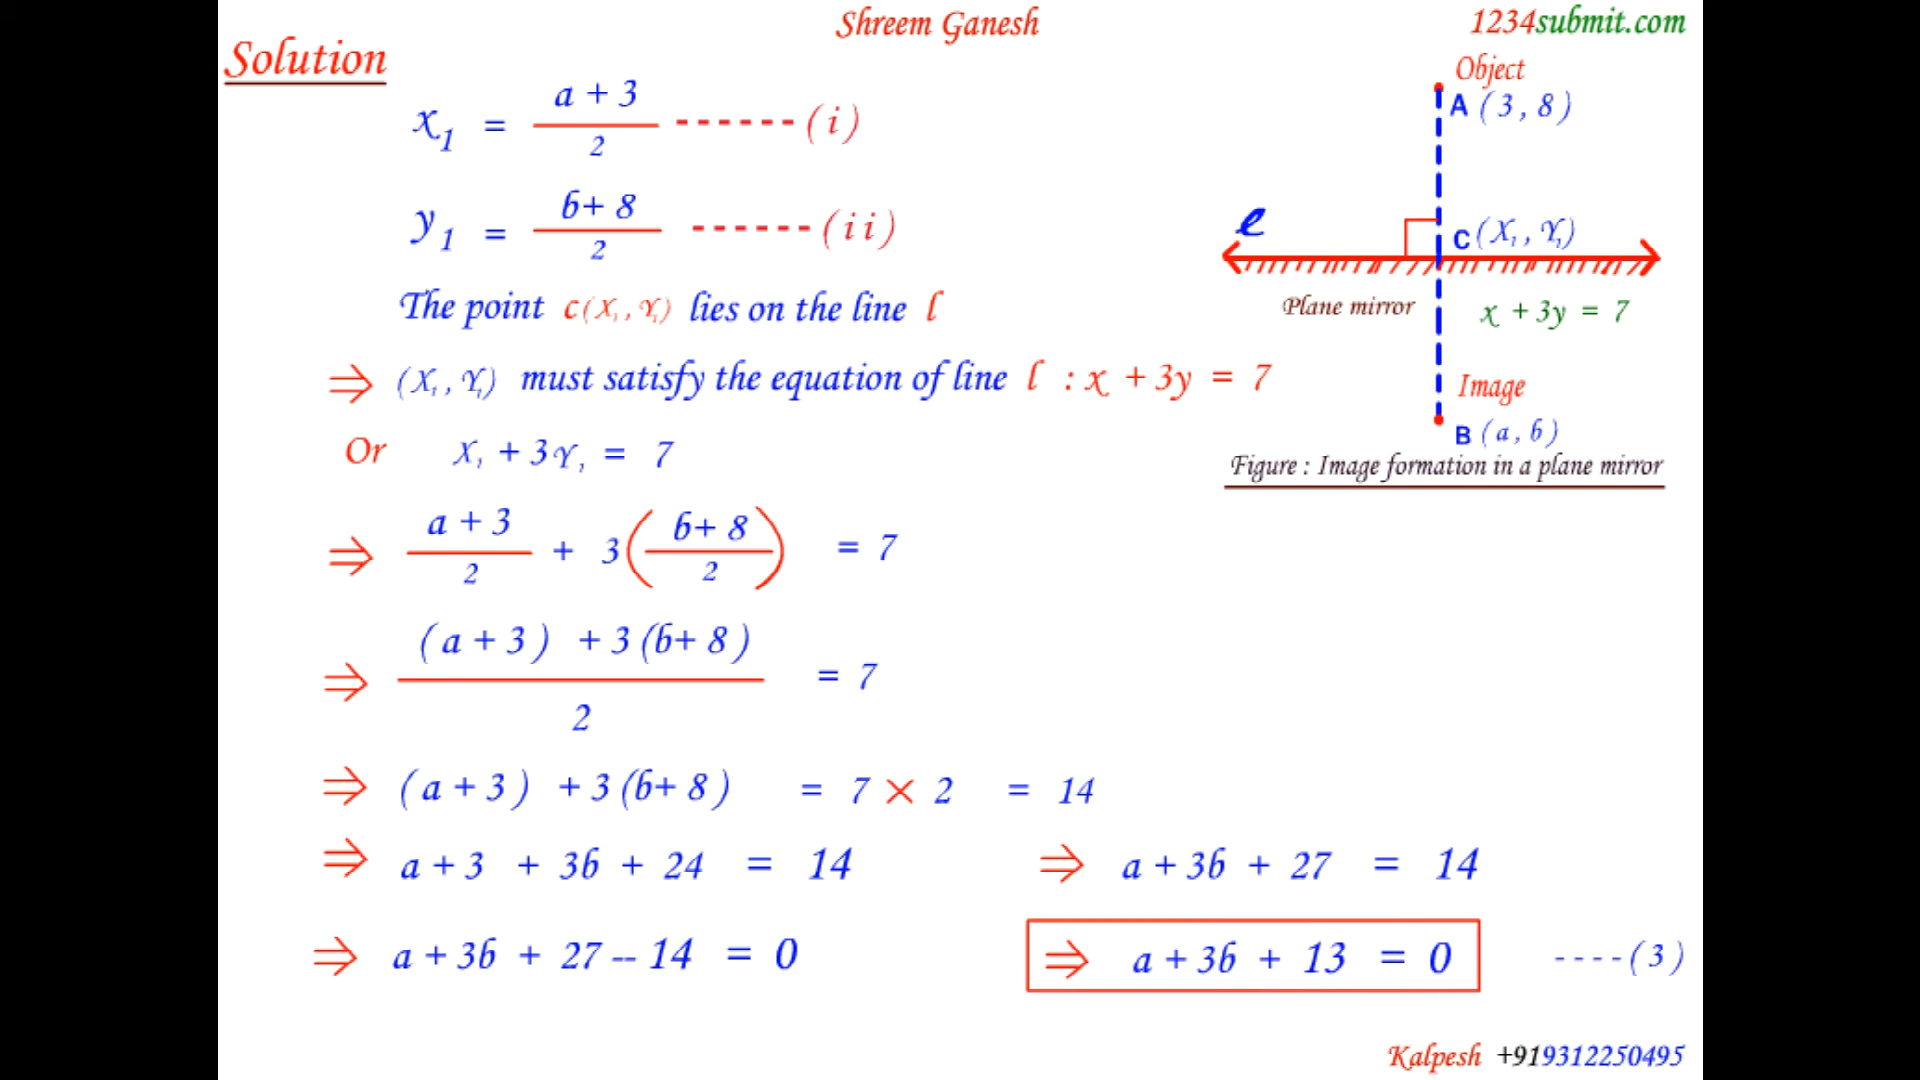 Shreem Ganesh
1234submit.com
Solution
x₁ = (a + 3)/2 ------(i)
y₁ = (b+ 8)/2 ------(ii)
The point C(X₁, Y₁) lies on the line l
⇒ (X₁, Y₁) must satisfy the equation of line l : x + 3y = 7
Or X₁ + 3Y₁ = 7
⇒ (a + 3)/2 + 3((b+ 8)/2) = 7
⇒ ((a + 3) + 3(b+ 8))/2 = 7
⇒ (a + 3) + 3(b+ 8) = 7 × 2 = 14
⇒ a + 3 + 3b + 24 = 14
⇒ a + 3b + 27 = 14
⇒ a + 3b + 27 -- 14 = 0
⇒ a + 3b + 13 = 0 ----(3)
Object
A (3, 8)
ℓ
C (X₁, Y₁)
Plane mirror
x + 3y = 7
Image
B (a, b)
Figure : Image formation in a plane mirror
Kalpesh +919312250495